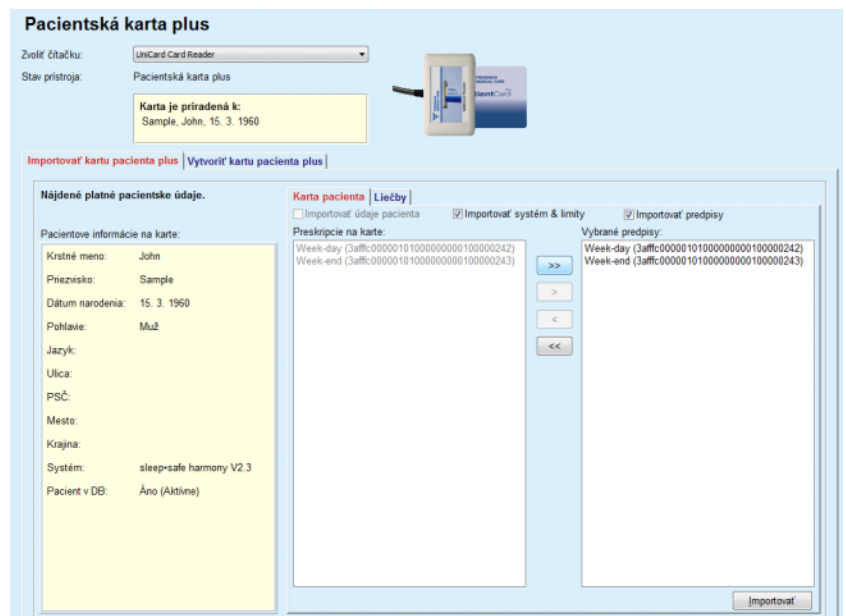 Pacientská karta plus
Zvoliť čítačku: UniCard Card Reader
Stav prístroja: Pacientská karta plus
Karta je priradená k:
Sample, John, 15. 3. 1960
Importovať kartu pacienta plus Vytvoriť kartu pacienta plus
Nájdené platné pacientske údaje.
Pacientove informácie na karte:
Krstné meno: John
Priezvisko: Sample
Dátum narodenia: 15. 3. 1960
Pohlavie: Muž
Jazyk:
Ulica:
PSČ:
Mesto:
Krajina:
Systém: sleep•safe harmony V2.3
Pacient v DB: Áno (Aktívne)
Karta pacienta Liečby
Importovať údaje pacienta Importovať systém & limity Importovať predpisy
Preskripcie na karte:
Week-day (3afffc00000101000000000100000242)
Week-end (3afffc00000101000000000100000243)
>>
>
<
<<
Vybrané predpisy:
Week-day (3afffc00000101000000000100000242)
Week-end (3afffc00000101000000000100000243)
Importovať